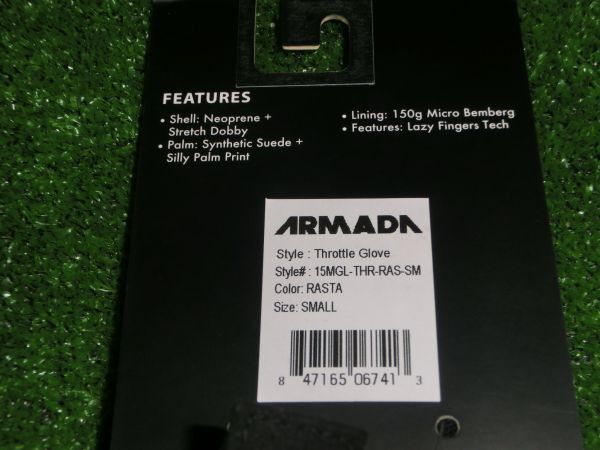 FEATURES
• Shell: Neoprene +
Stretch Dobby
• Palm: Synthetic Suede +
Silly Palm Print
• Lining: 150g Micro Bemberg
• Features: Lazy Fingers Tech
ARMADA
Style : Throttle Glove
Style# : 15MGL-THR-RAS-SM
Color: RASTA
Size: SMALL
8 47165 06741 3